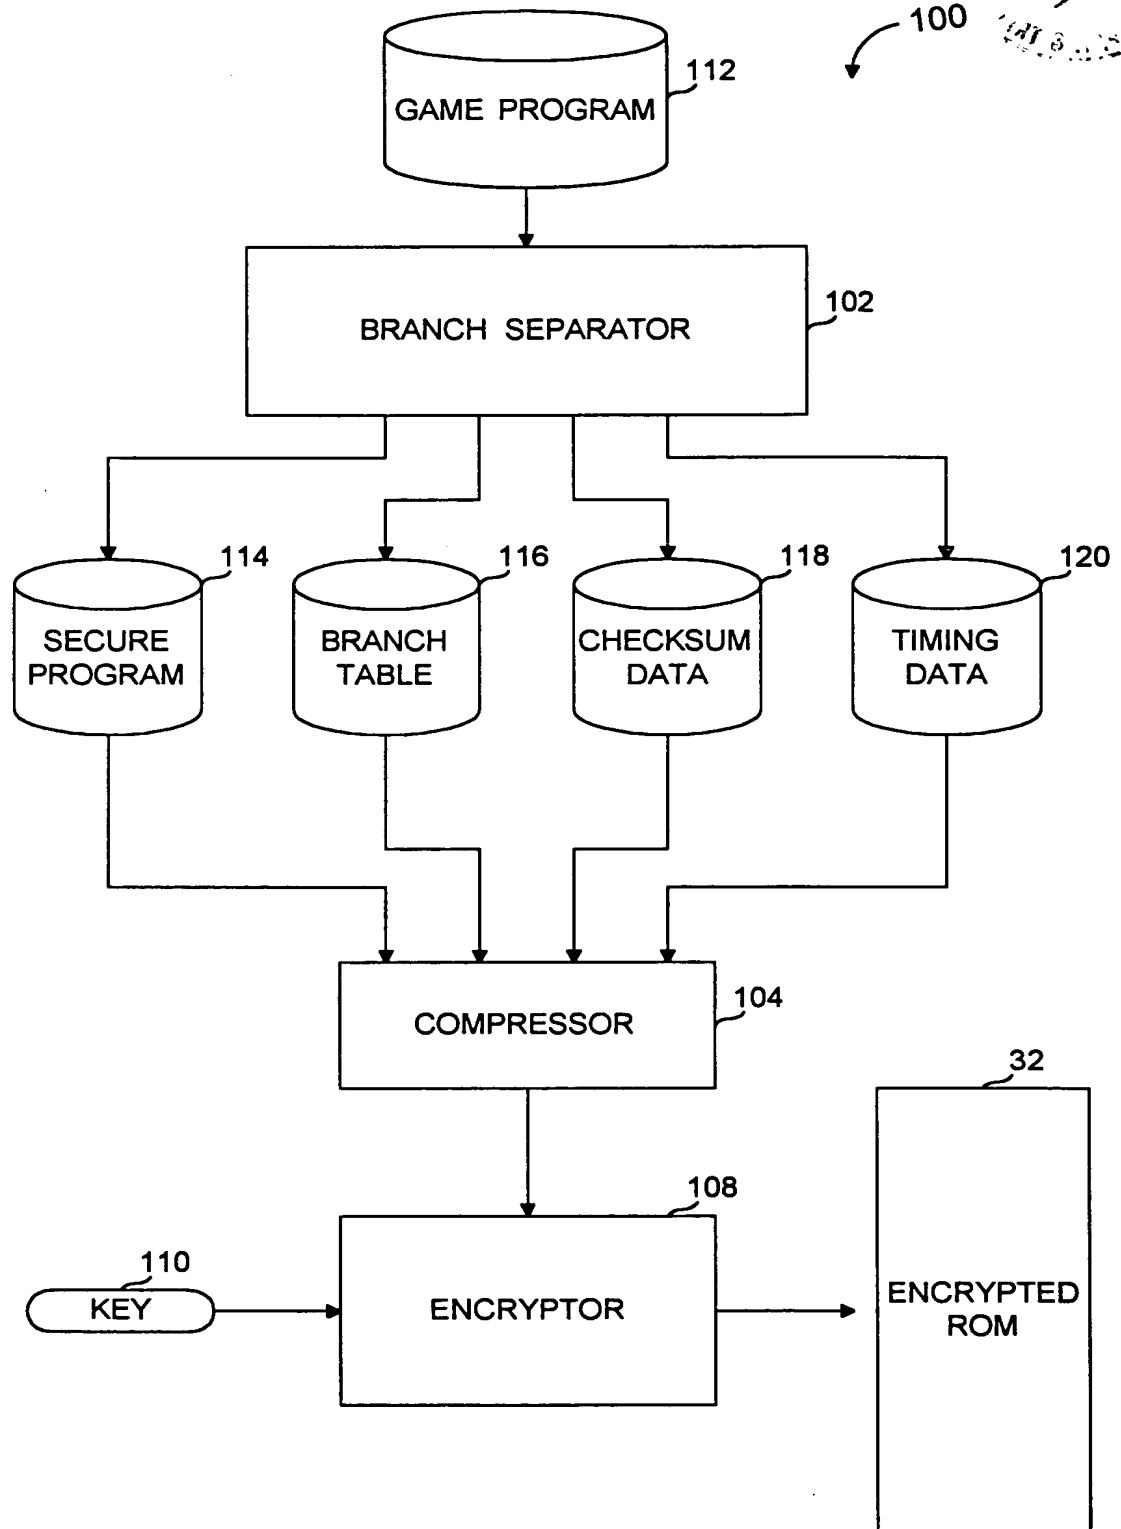 100
112
GAME PROGRAM
102
BRANCH SEPARATOR
114
116
118
120
SECURE
PROGRAM
BRANCH
TABLE
CHECKSUM
DATA
TIMING
DATA
104
COMPRESSOR
32
108
110
KEY
ENCRYPTOR
ENCRYPTED
ROM